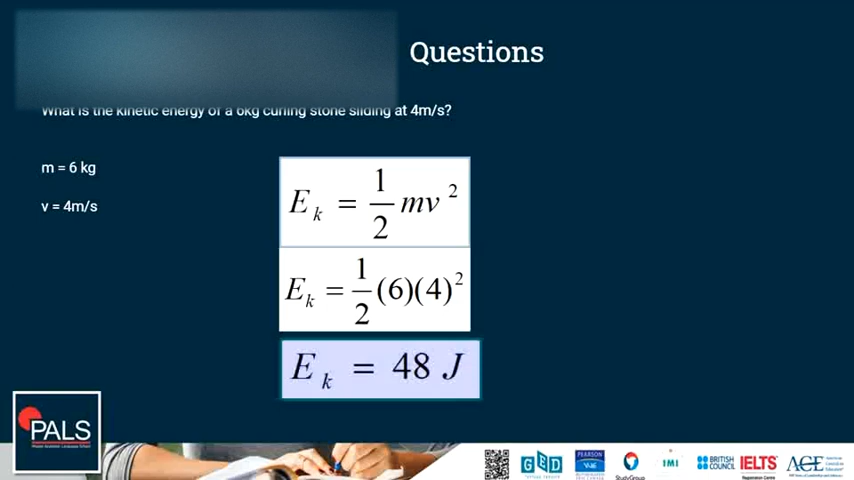 Questions
What is the kinetic energy of a 6kg curling stone sliding at 4m/s?
m = 6 kg
v = 4m/s
E_k = 1/2 mv^2
E_k = 1/2 (6)(4)^2
E_k = 48 J
PALS
GED
PEARSON
VUE
StudyGroup
IMI
BRITISH COUNCIL
IELTS
ACE